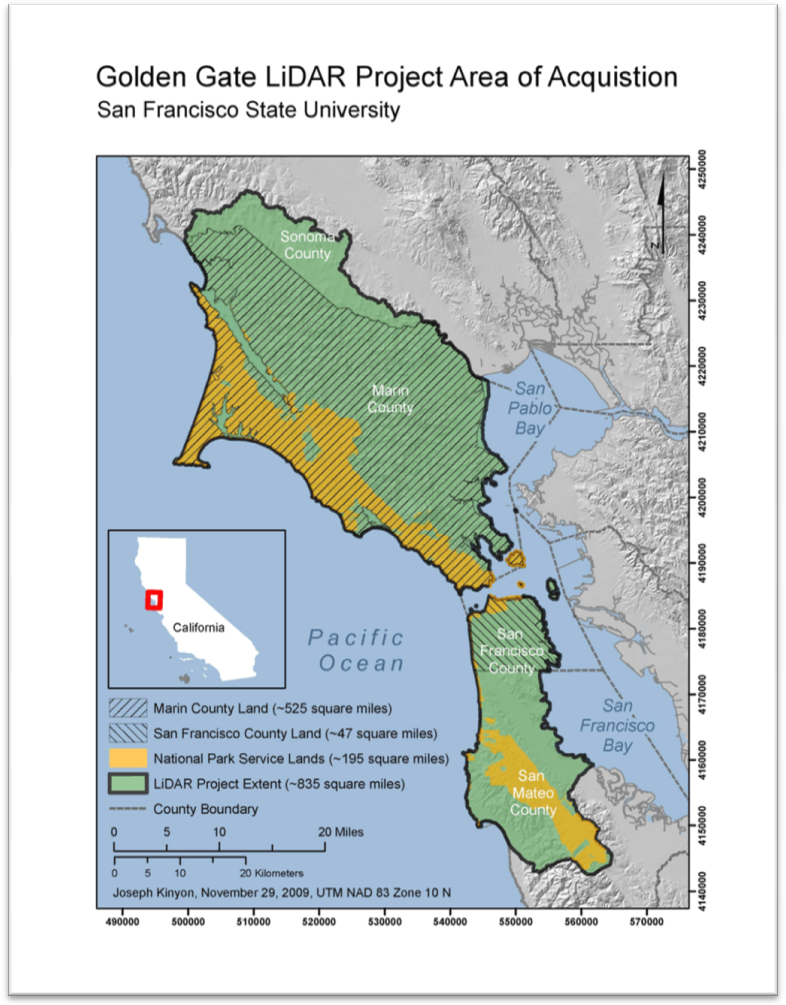 Golden Gate LiDAR Project Area of Acquistion
San Francisco State University
4250000
4240000
4230000
4220000
4210000
4200000
4190000
4180000
4170000
4160000
4150000
4140000
N
Sonoma
County
Marin
County
San
Pablo
Bay
San
Francisco
County
San
Francisco
Bay
San
Mateo
County
Pacific
Ocean
California
Marin County Land (~525 square miles)
San Francisco County Land (~47 square miles)
National Park Service Lands (~195 square miles)
LiDAR Project Extent (~835 square miles)
County Boundary
0 5 10 20 Miles
0 5 10 20 Kilometers
Joseph Kinyon, November 29, 2009, UTM NAD 83 Zone 10 N
490000 500000 510000 520000 530000 540000 550000 560000 570000